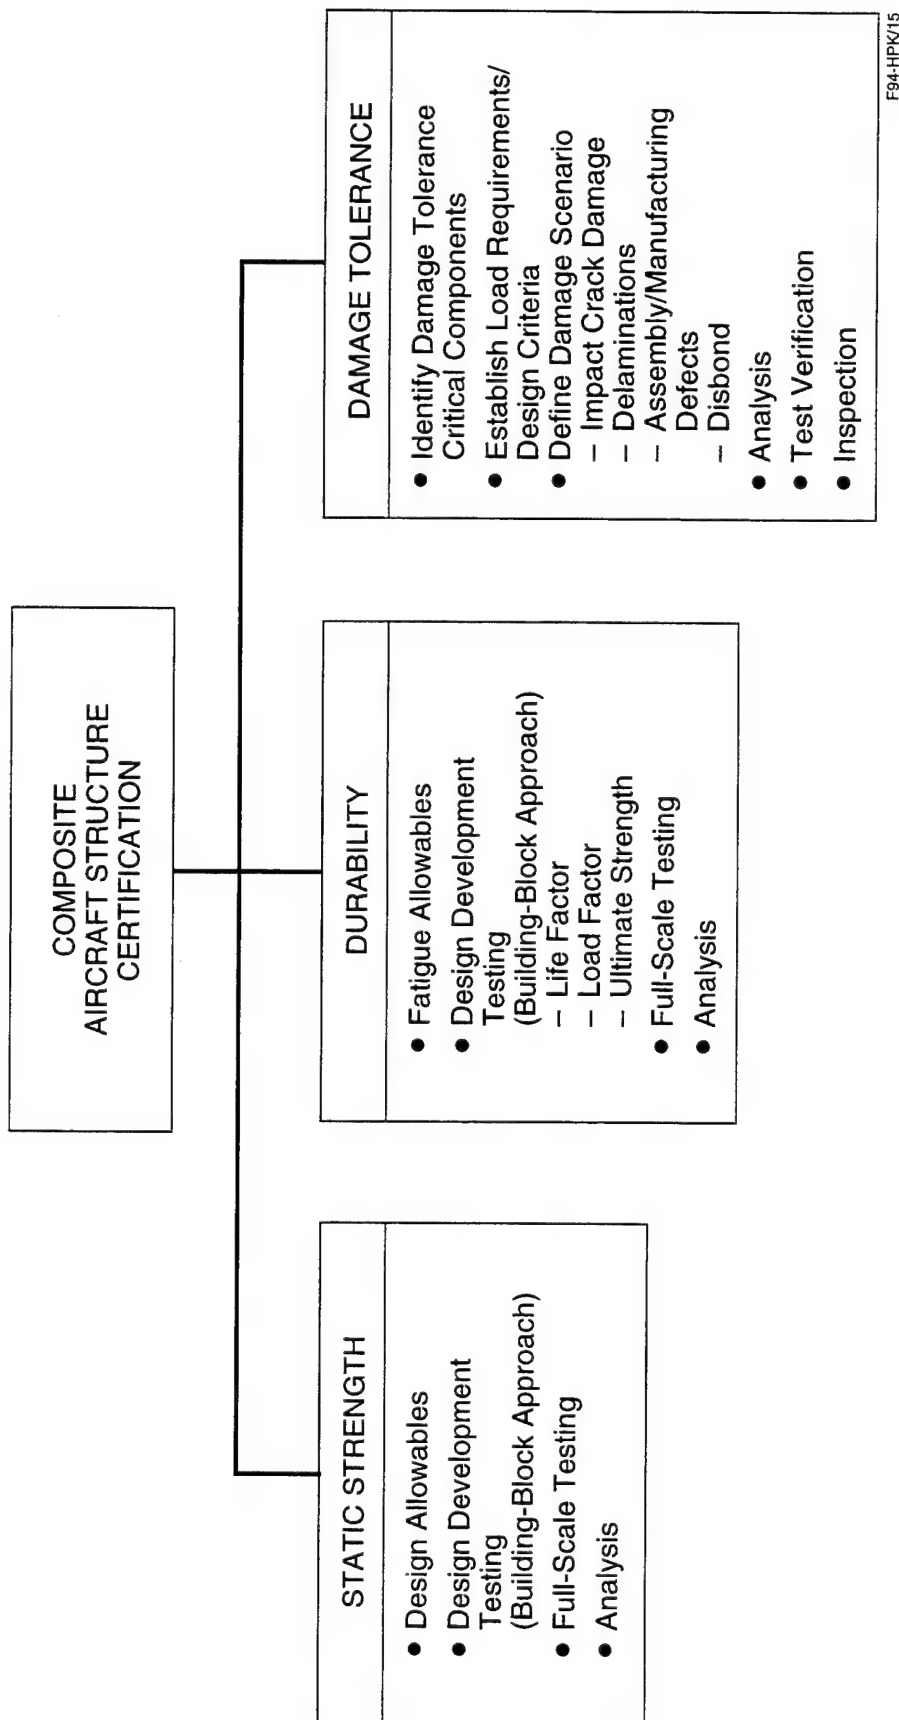 COMPOSITE
AIRCRAFT STRUCTURE
CERTIFICATION
STATIC STRENGTH
● Design Allowables
● Design Development
Testing
(Building-Block Approach)
● Full-Scale Testing
● Analysis
DURABILITY
● Fatigue Allowables
● Design Development
Testing
(Building-Block Approach)
– Life Factor
– Load Factor
– Ultimate Strength
● Full-Scale Testing
● Analysis
DAMAGE TOLERANCE
● Identify Damage Tolerance
Critical Components
● Establish Load Requirements/
Design Criteria
● Define Damage Scenario
– Impact Crack Damage
– Delaminations
– Assembly/Manufacturing
Defects
– Disbond
● Analysis
● Test Verification
● Inspection
F94-HPK/15